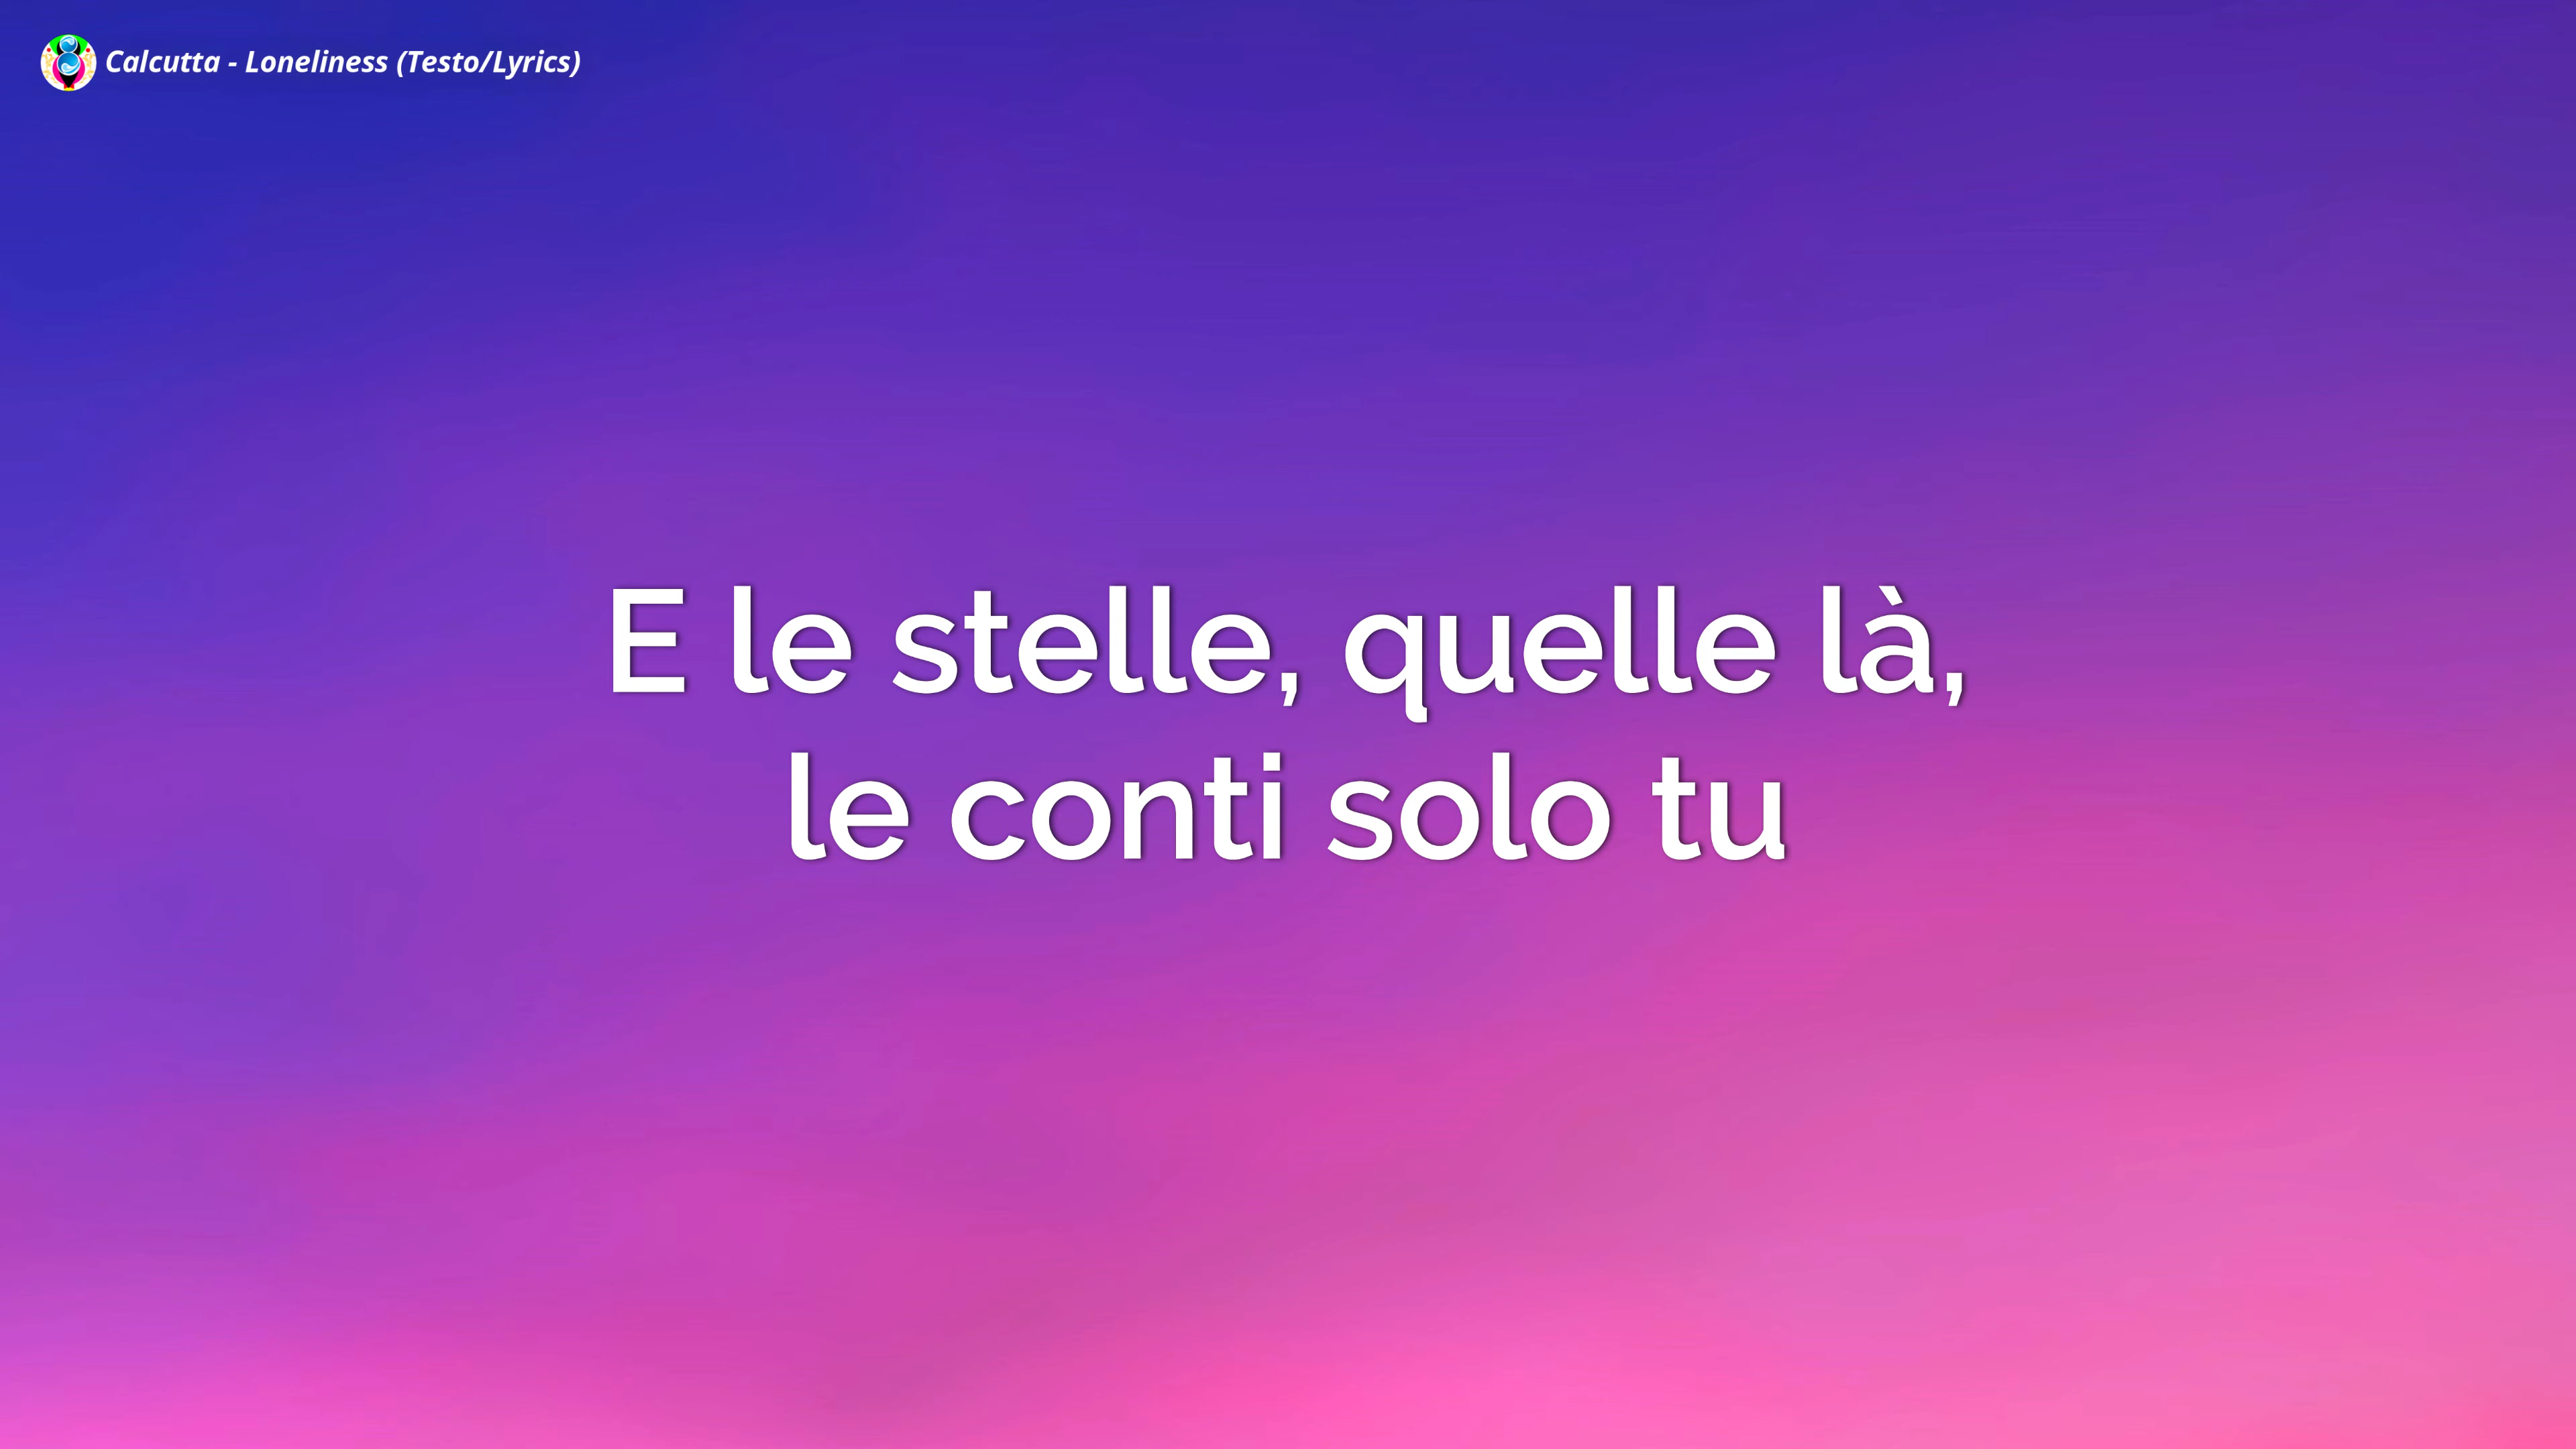 Calcutta - Loneliness (Testo/Lyrics)
E le stelle, quelle là,
le conti solo tu